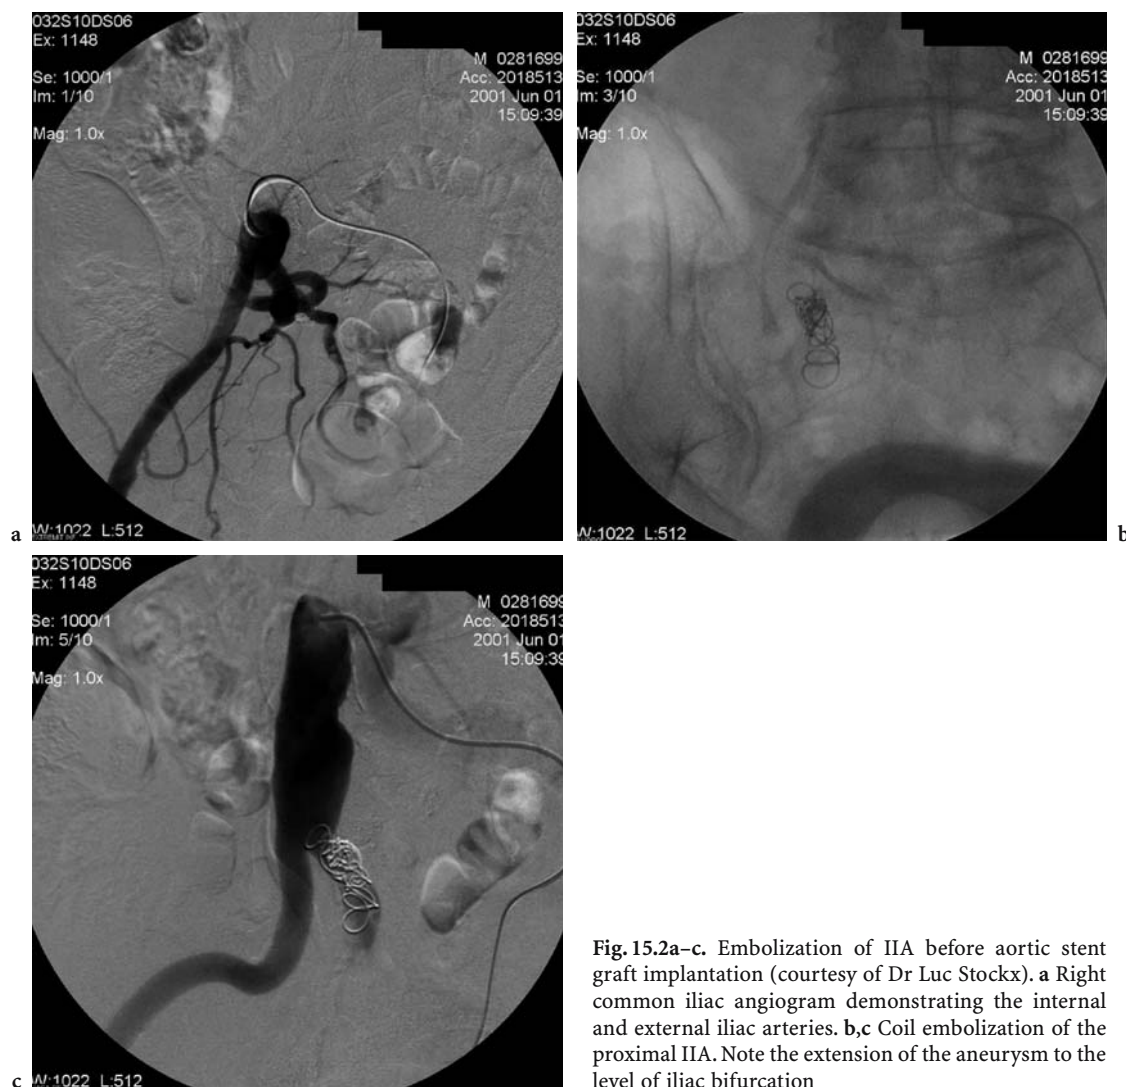 032S10DS06
Ex: 1148
M 0281699
Se: 1000/1
Acc: 2018513
Im: 1/10
2001 Jun 01
15:09:39
Mag: 1.0x
a
W:1022 L:512
032S10DS06
Ex: 1148
M 0281699
Se: 1000/1
Acc: 2018513
Im: 3/10
2001 Jun 01
15:09:39
Mag: 1.0x
W:1022 L:512
b
032S10DS06
Ex: 1148
M 0281699
Se: 1000/1
Acc: 2018513
Im: 5/10
2001 Jun 01
15:09:39
Mag: 1.0x
c
W:1022 L:512
Fig. 15.2a–c. Embolization of IIA before aortic stent
graft implantation (courtesy of Dr Luc Stockx). a Right
common iliac angiogram demonstrating the internal
and external iliac arteries. b,c Coil embolization of the
proximal IIA. Note the extension of the aneurysm to the
level of iliac bifurcation